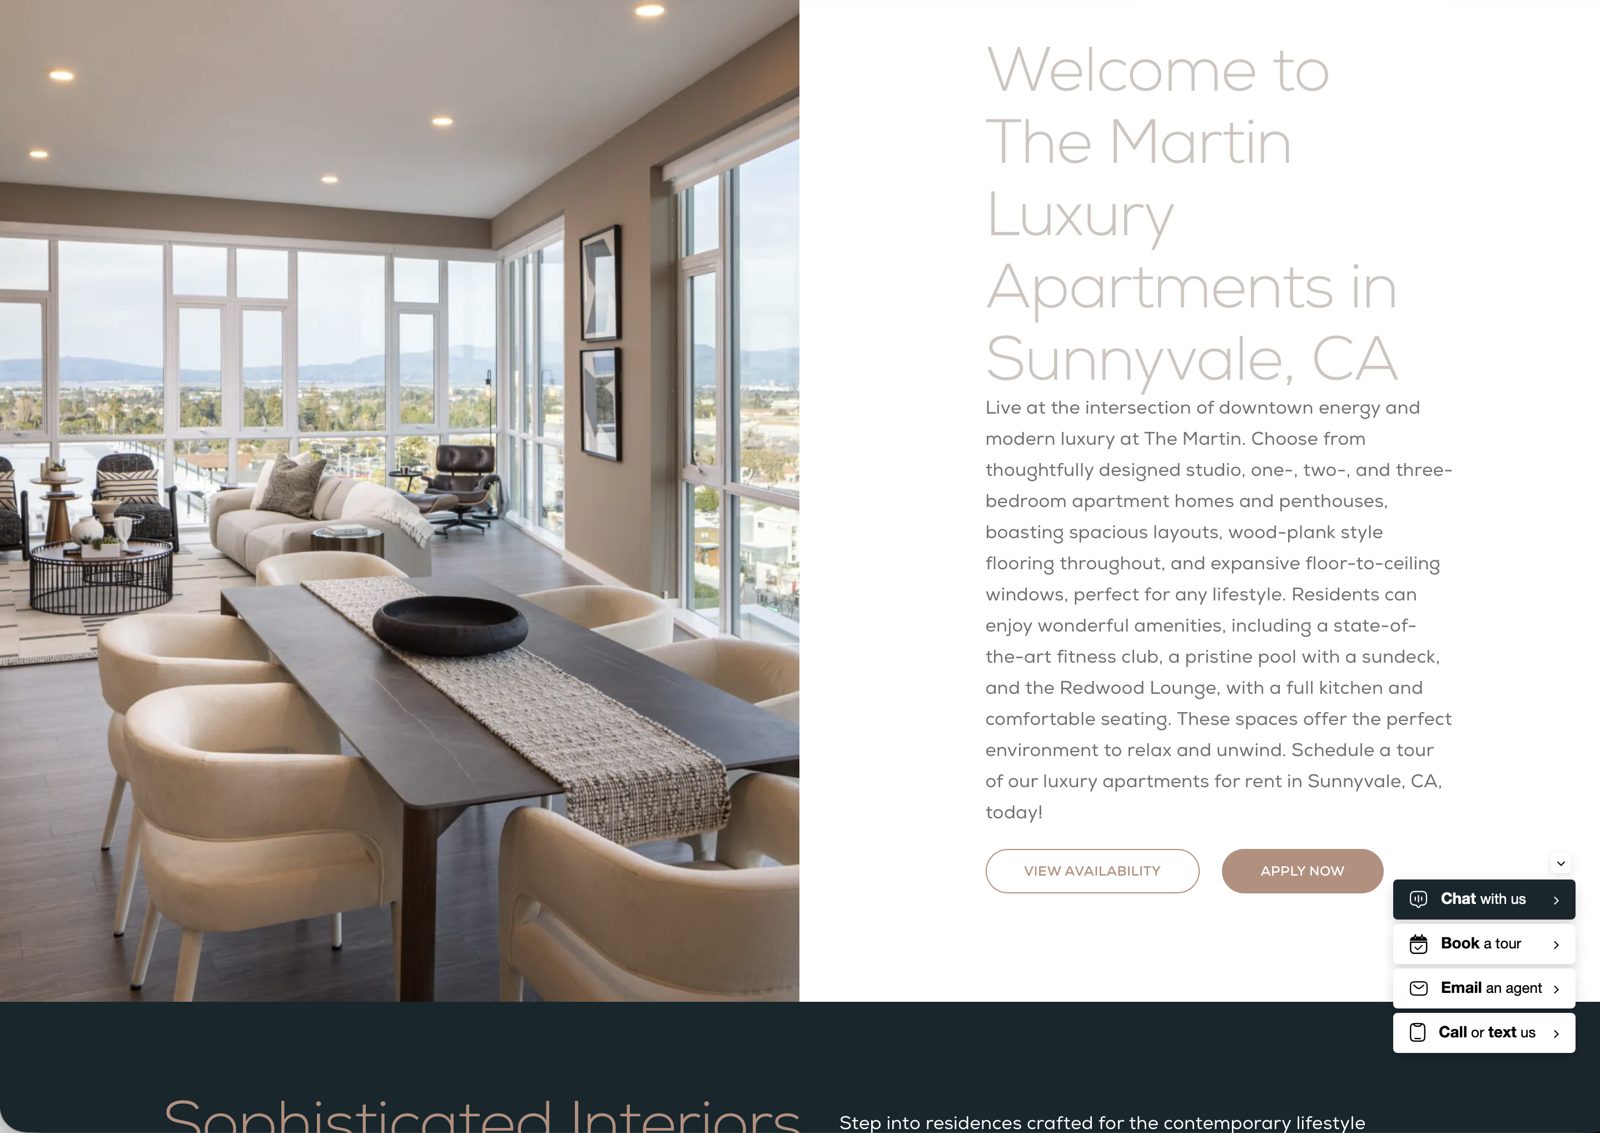 Welcome to
The Martin
Luxury
Apartments in
Sunnyvale, CA
Live at the intersection of downtown energy and
modern luxury at The Martin. Choose from
thoughtfully designed studio, one-, two-, and three-
bedroom apartment homes and penthouses,
boasting spacious layouts, wood-plank style
flooring throughout, and expansive floor-to-ceiling
windows, perfect for any lifestyle. Residents can
enjoy wonderful amenities, including a state-of-
the-art fitness club, a pristine pool with a sundeck,
and the Redwood Lounge, with a full kitchen and
comfortable seating. These spaces offer the perfect
environment to relax and unwind. Schedule a tour
of our luxury apartments for rent in Sunnyvale, CA,
today!
VIEW AVAILABILITY
APPLY NOW
Chat with us
Book a tour
Email an agent
Call or text us
Sophisticated Interiors
Step into residences crafted for the contemporary lifestyle